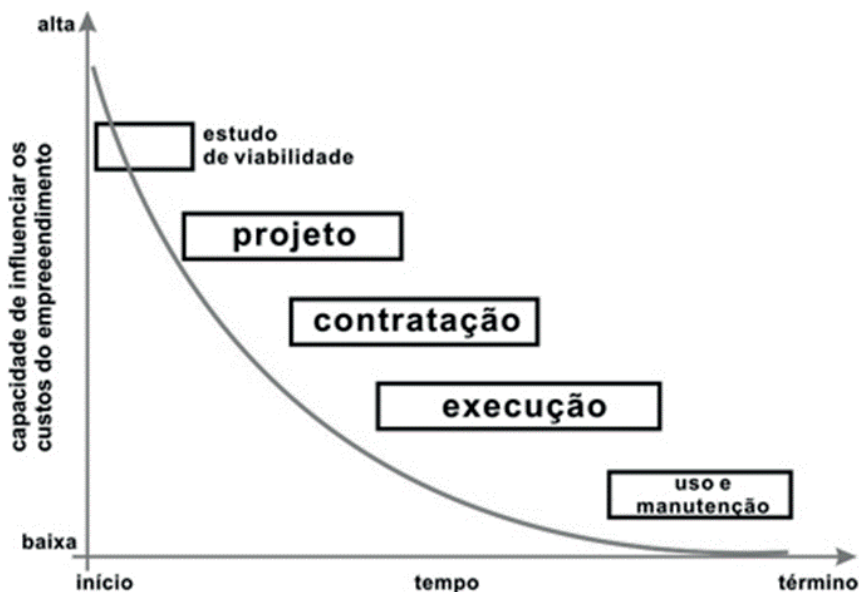 alta
capacidade de influenciar os
custos do empreeendimento
estudo
de viabilidade
projeto
contratação
execução
uso e
manutenção
baixa
início
tempo
término